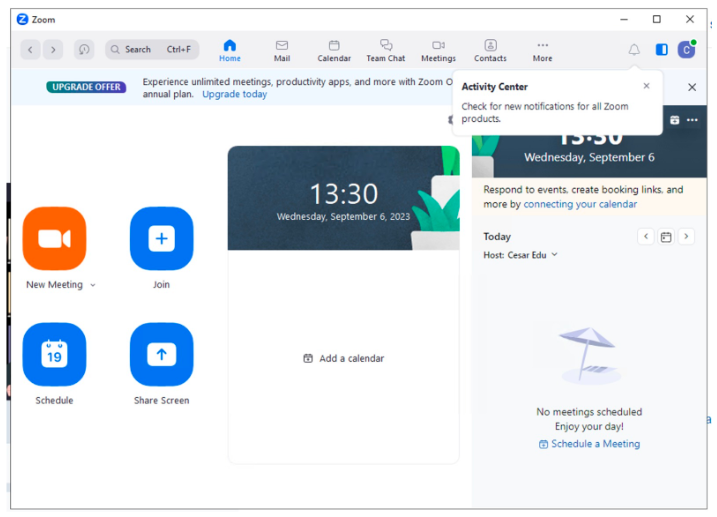 Zoom
Search Ctrl+F
Home
Mail
Calendar
Team Chat
Meetings
Contacts
More
C
UPGRADE OFFER
Experience unlimited meetings, productivity apps, and more with Zoom O
annual plan. Upgrade today
Activity Center
Check for new notifications for all Zoom
products.
13:30
Wednesday, September 6, 2023
New Meeting
Join
19
Schedule
Share Screen
Add a calendar
13:30
Wednesday, September 6
Respond to events, create booking links, and
more by connecting your calendar
Today
Host: Cesar Edu
No meetings scheduled
Enjoy your day!
Schedule a Meeting